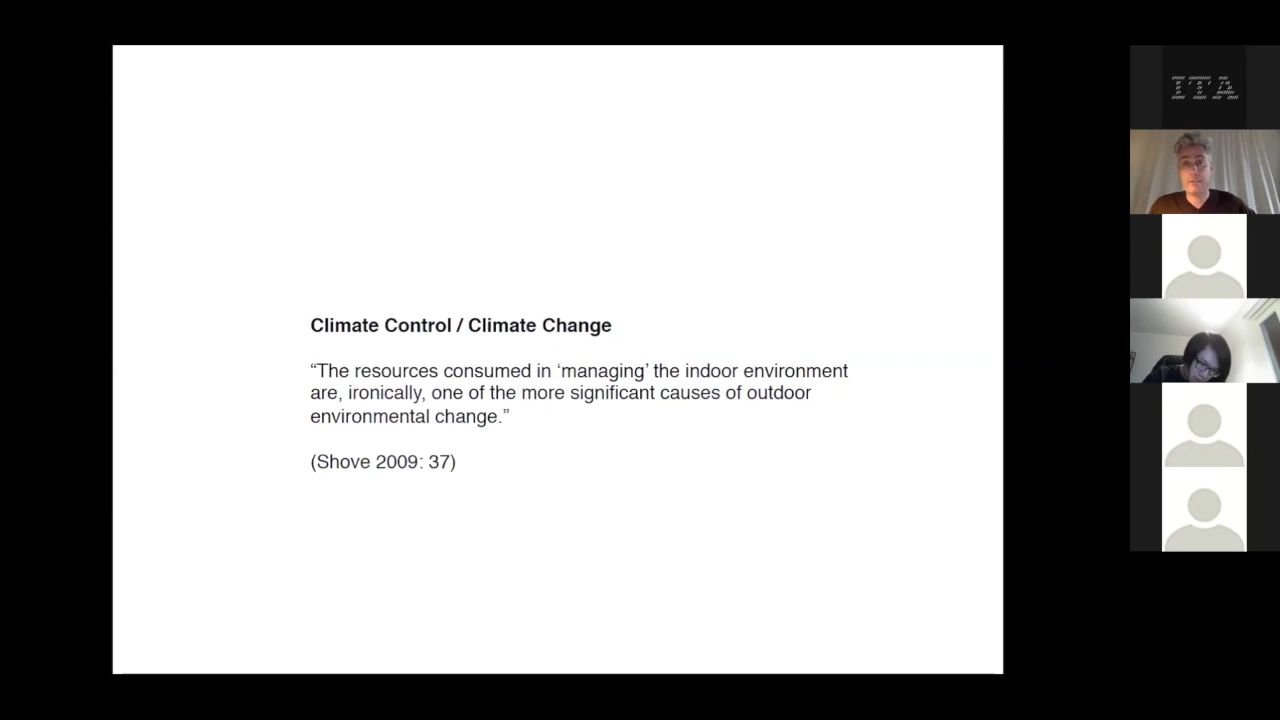 ITA
Climate Control / Climate Change
“The resources consumed in ‘managing’ the indoor environment
are, ironically, one of the more significant causes of outdoor
environmental change.”
(Shove 2009: 37)